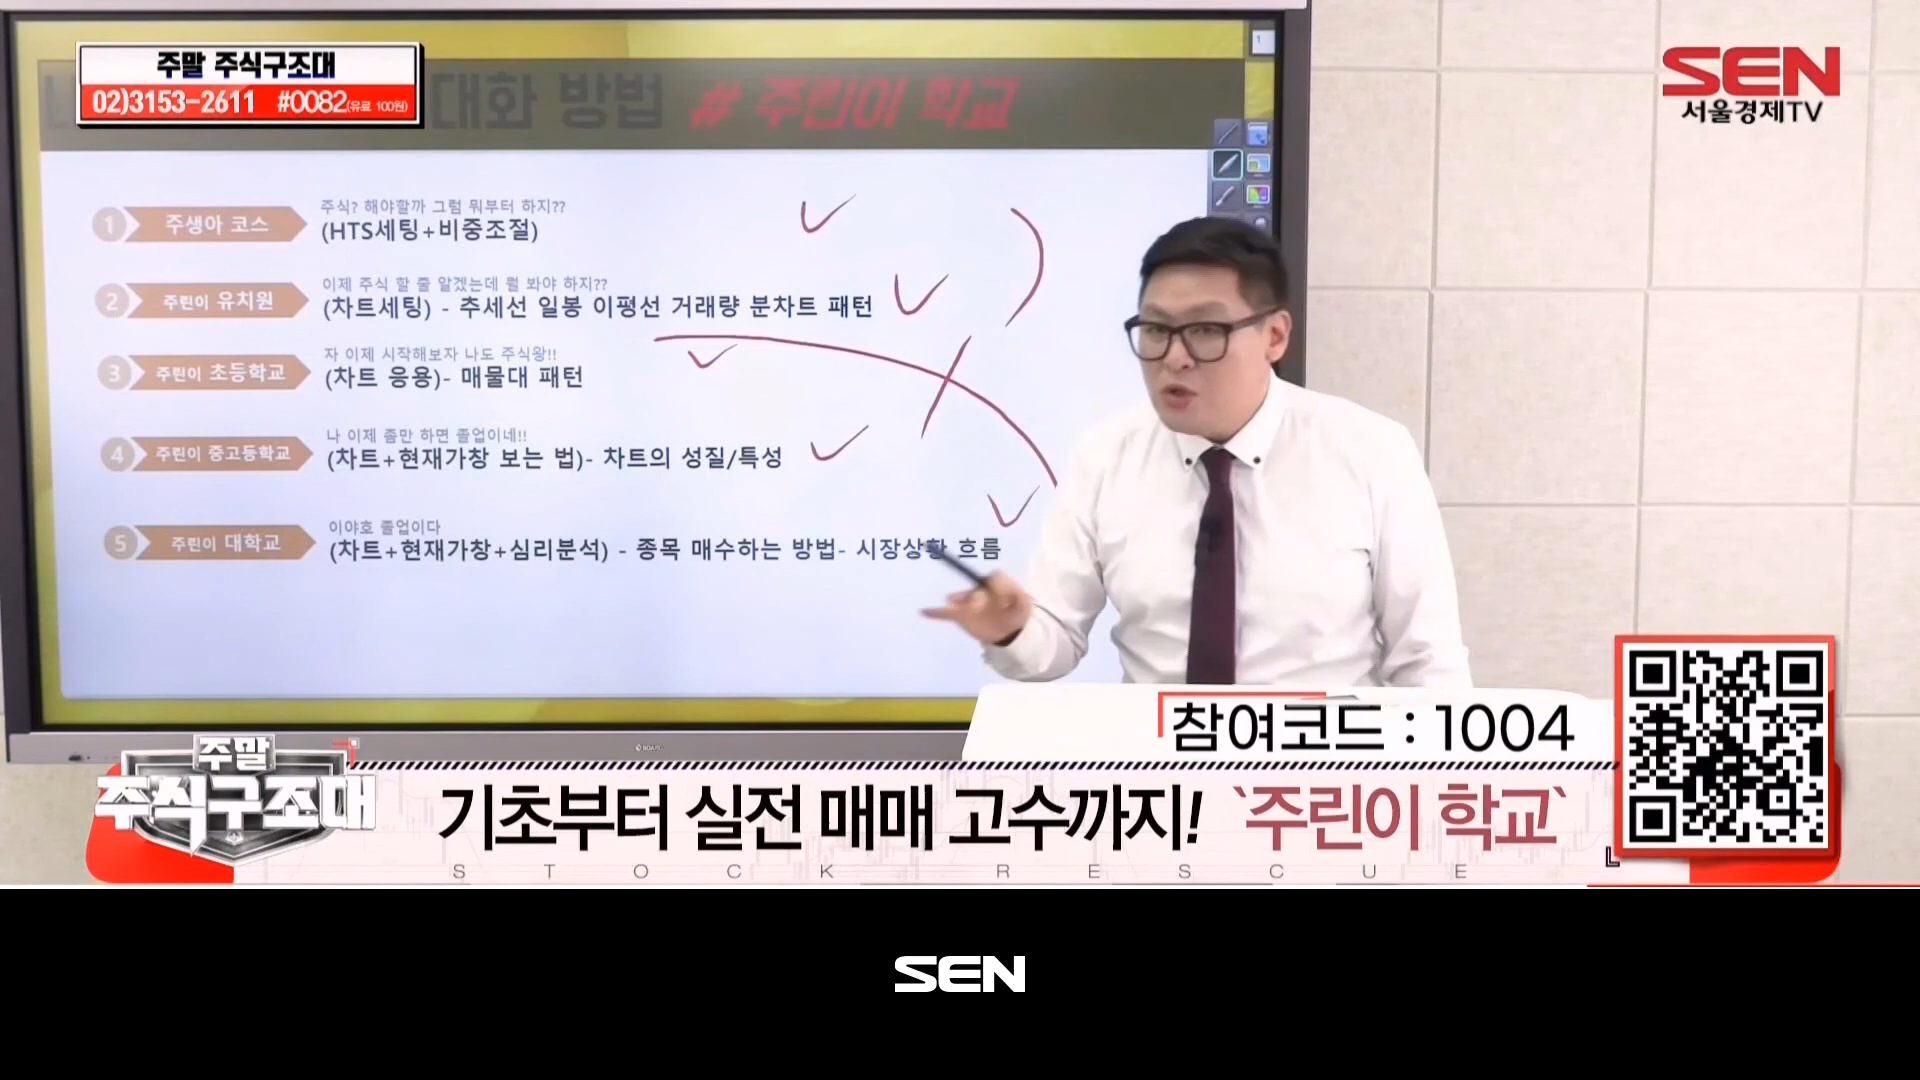 주말 주식구조대
02)3153-2611 #0082(유료 100원)
대화 방법 # 주린이 학교
1
SEN
서울경제TV
1 주생아 코스
주식? 해야할까 그럼 뭐부터 하지??
(HTS세팅+비중조절)
2 주린이 유치원
이제 주식 할 줄 알겠는데 뭘 봐야 하지??
(차트세팅) - 추세선 일봉 이평선 거래량 분차트 패턴
3 주린이 초등학교
자 이제 시작해보자 나도 주식왕!!
(차트 응용)- 매물대 패턴
4 주린이 중고등학교
나 이제 좀만 하면 졸업이네!!
(차트+현재가창 보는 법)- 차트의 성질/특성
5 주린이 대학교
이야호 졸업이다
(차트+현재가창+심리분석) - 종목 매수하는 방법- 시장상황 흐름
참여코드 : 1004
주말
주식구조대
기초부터 실전 매매 고수까지! `주린이 학교`
STOCK RESCUE
SEN